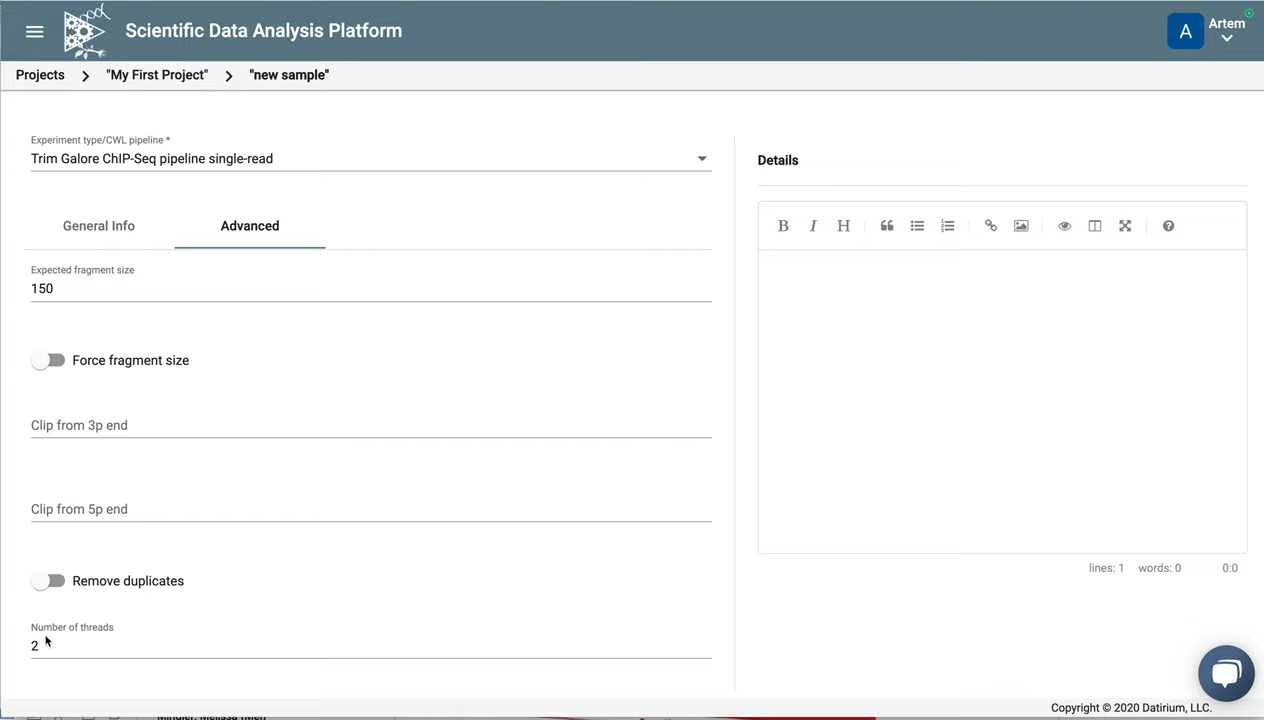 Scientific Data Analysis Platform
A
Artem
Projects > "My First Project" > "new sample"
Experiment type/CWL pipeline *
Trim Galore ChIP-Seq pipeline single-read
General Info
Advanced
Expected fragment size
150
Force fragment size
Clip from 3p end
Clip from 5p end
Remove duplicates
Number of threads
2
Details
B I H
lines: 1 words: 0 0:0
Copyright © 2020 Datirium, LLC.